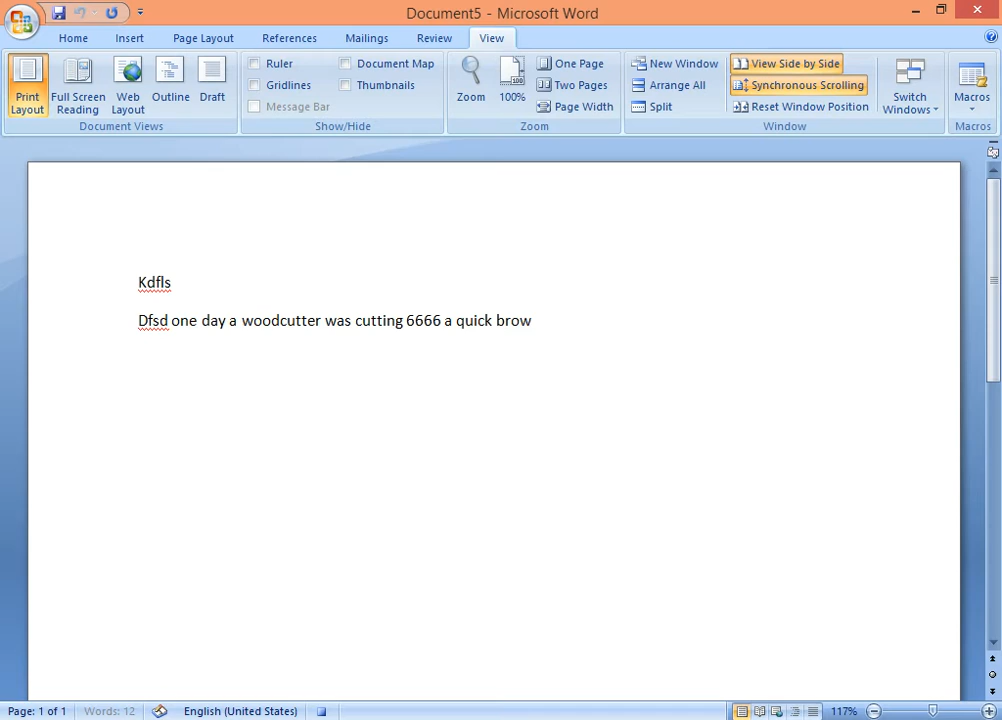 Document5 - Microsoft Word
Home Insert Page Layout References Mailings Review View
Print Layout
Full Screen Reading
Web Layout
Outline
Draft
Document Views
Ruler
Gridlines
Message Bar
Document Map
Thumbnails
Show/Hide
Zoom
100
100%
One Page
Two Pages
Page Width
Zoom
New Window
Arrange All
Split
View Side by Side
Synchronous Scrolling
Reset Window Position
Switch Windows
Window
Macros
Macros
Kdfls
Dfsd one day a woodcutter was cutting 6666 a quick brow
Page: 1 of 1 Words: 12 English (United States) 117%